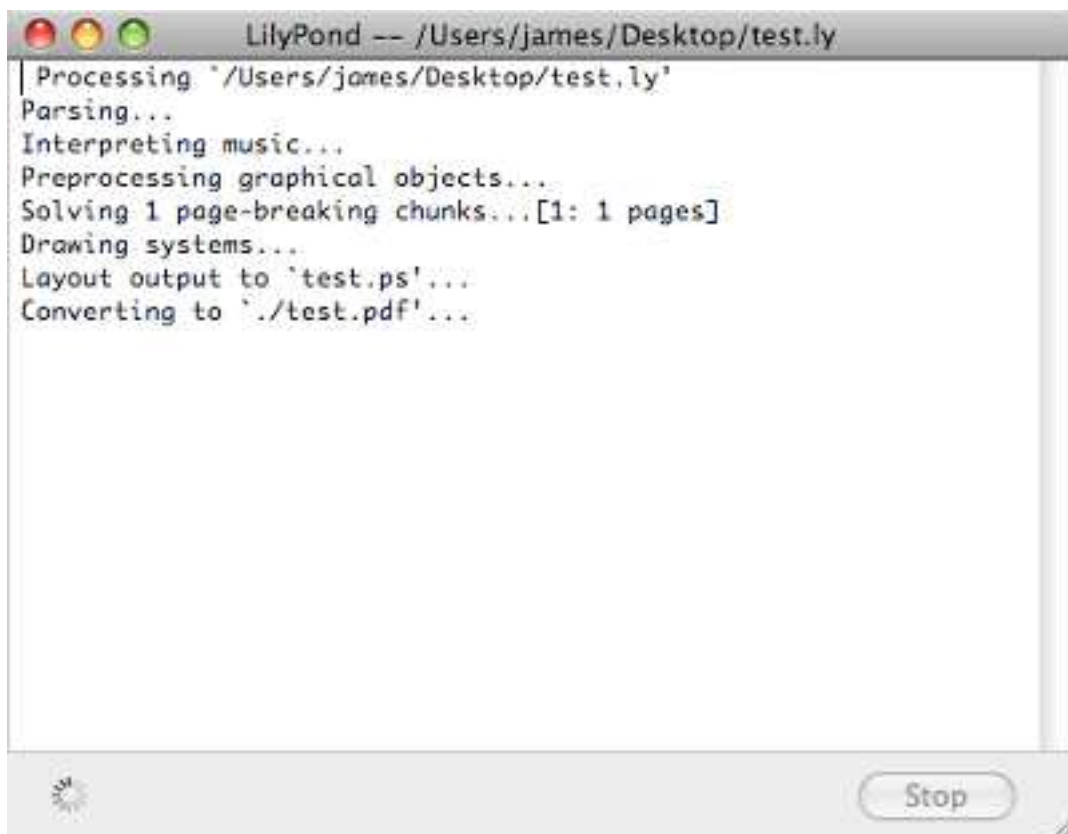 LilyPond -- /Users/james/Desktop/test.ly
Processing `/Users/james/Desktop/test.ly'
Parsing...
Interpreting music...
Preprocessing graphical objects...
Solving 1 page-breaking chunks...[1: 1 pages]
Drawing systems...
Layout output to `test.ps'...
Converting to `./test.pdf'...
Stop